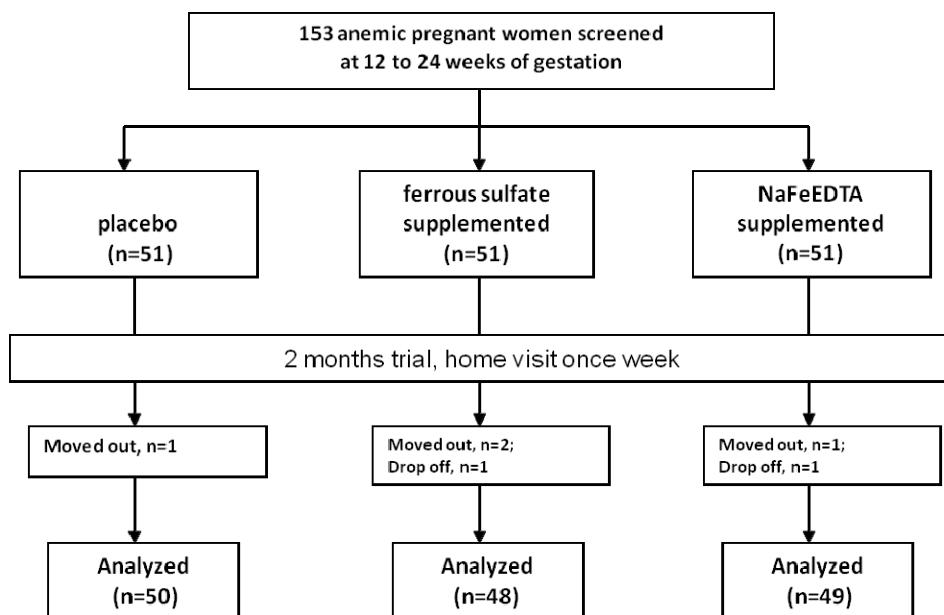 153 anemic pregnant women screened
at 12 to 24 weeks of gestation
placebo
(n=51)
ferrous sulfate
supplemented
(n=51)
NaFeEDTA
supplemented
(n=51)
2 months trial, home visit once week
Moved out, n=1
Moved out, n=2;
Drop off, n=1
Moved out, n=1;
Drop off, n=1
Analyzed
(n=50)
Analyzed
(n=48)
Analyzed
(n=49)